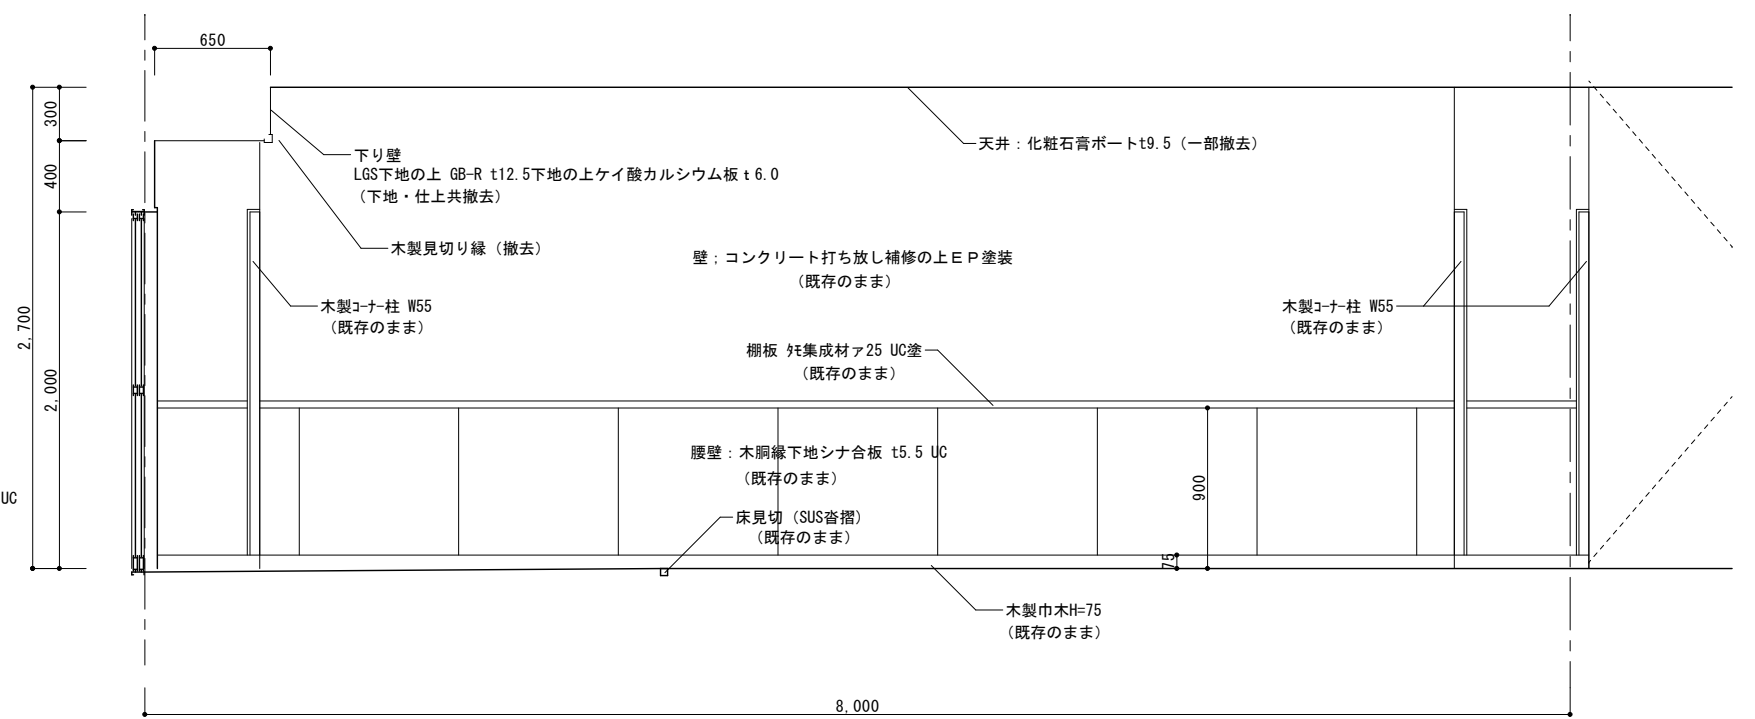 650
300
天井：化粧石膏ボートt9.5（一部撤去）
下り壁
LGS下地の上 GB-R t12.5下地の上ケイ酸カルシウム板ｔ6.0
（下地・仕上共撤去）
400
木製見切り縁（撤去）
壁；コンクリート打ち放し補修の上ＥＰ塗装
（既存のまま）
木製ｺｰﾅｰ柱 W55
（既存のまま）
木製ｺｰﾅｰ柱 W55
（既存のまま）
2,700
棚板 ﾀﾓ集成材ァ25 UC塗
（既存のまま）
2,000
腰壁：木胴縁下地シナ合板 t5.5 UC
（既存のまま）
900
UC
床見切（SUS沓摺）
（既存のまま）
75
木製巾木H=75
（既存のまま）
8,000